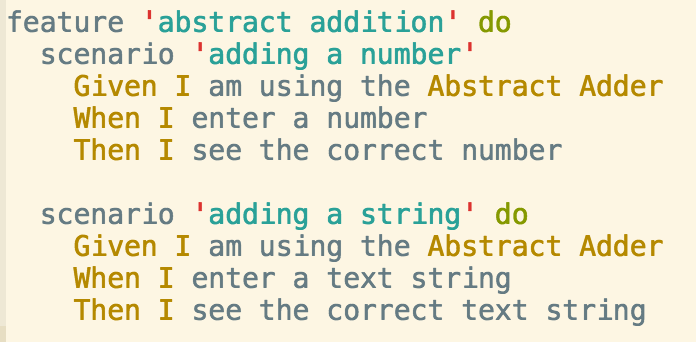 feature 'abstract addition' do
scenario 'adding a number'
Given I am using the Abstract Adder
When I enter a number
Then I see the correct number
scenario 'adding a string' do
Given I am using the Abstract Adder
When I enter a text string
Then I see the correct text string